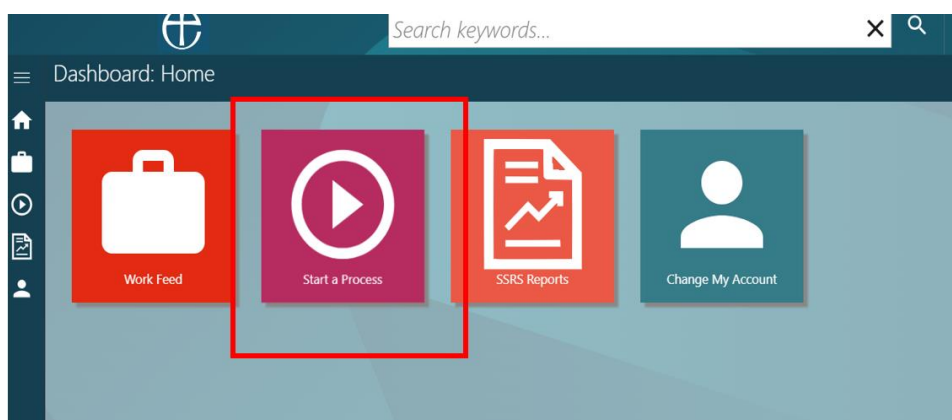 Search keywords...
Dashboard: Home
Work Feed
Start a Process
SSRS Reports
Change My Account